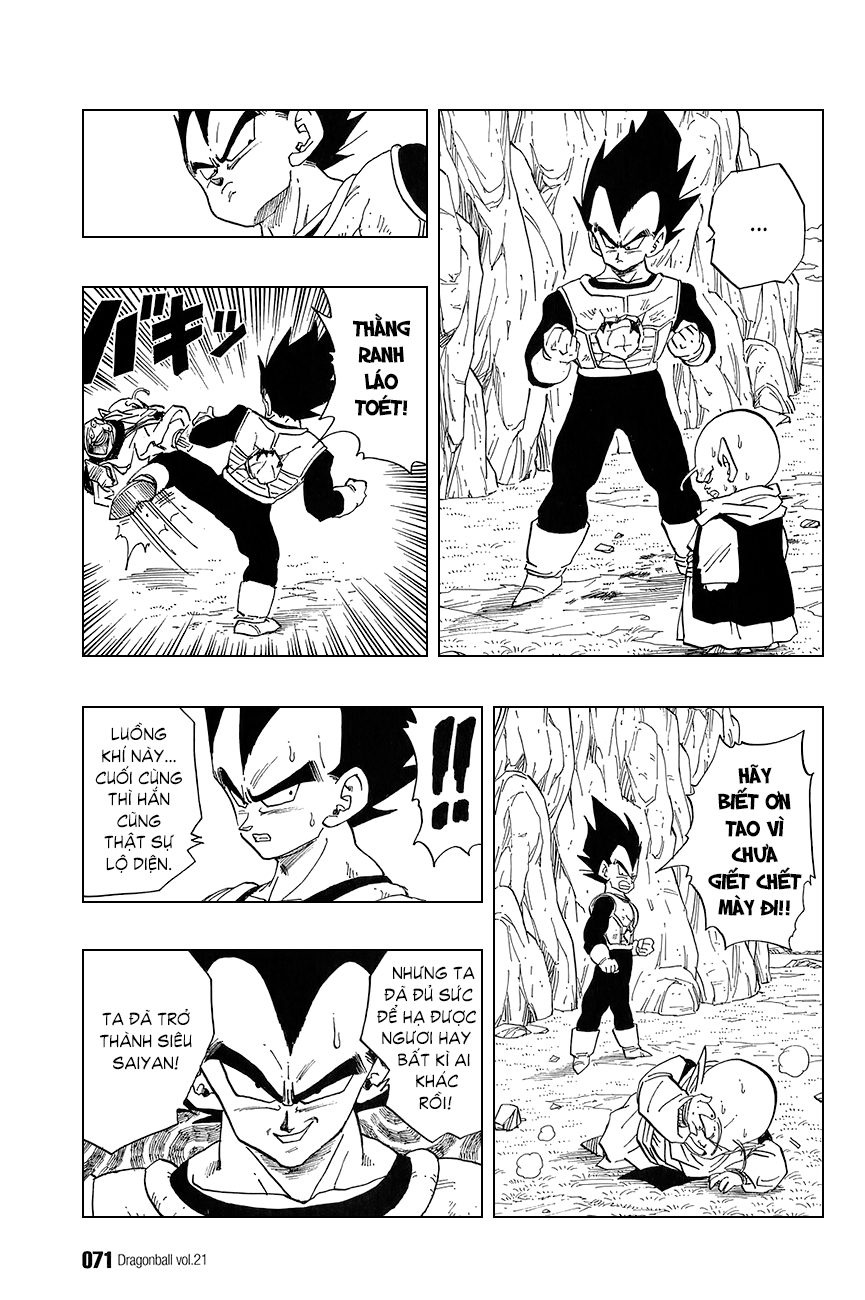 ...
バキッ
THẰNG
RANH
LÁO
TOÉT!
HÃY
BIẾT ƠN
TAO VÌ
CHƯA
GIẾT CHẾT
MÀY ĐI!!
!!
LUỒNG
KHÍ NÀY...
CUỐI CÙNG
THÌ HẮN
CŨNG
THẬT SỰ
LỘ DIỆN.
NHƯNG TA
ĐÃ ĐỦ SỨC
ĐỂ HẠ ĐƯỢC
NGƯƠI HAY
BẤT KÌ AI
KHÁC
RỒI!
TA ĐÃ TRỞ
THÀNH SIÊU
SAIYAN!
071 Dragonball vol.21